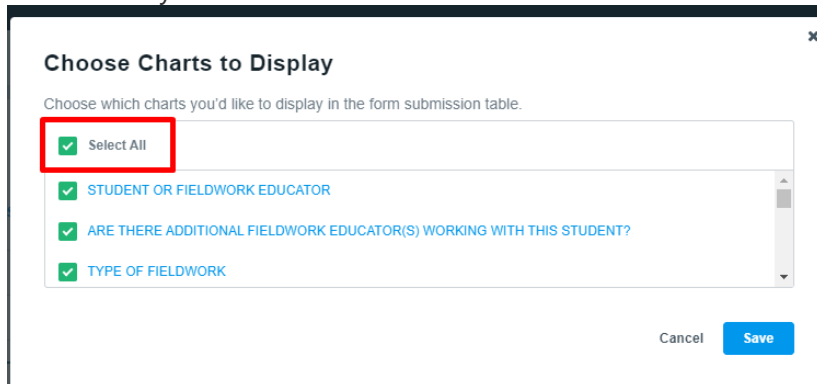 Choose Charts to Display
Choose which charts you'd like to display in the form submission table.
Select All
STUDENT OR FIELDWORK EDUCATOR
ARE THERE ADDITIONAL FIELDWORK EDUCATOR(S) WORKING WITH THIS STUDENT?
TYPE OF FIELDWORK
Cancel Save